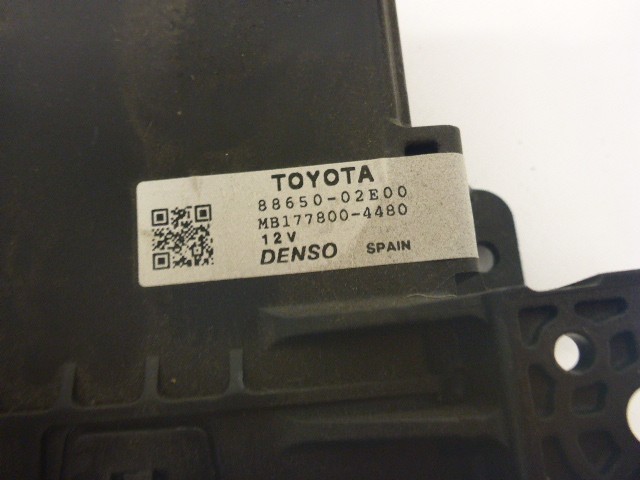 TOYOTA
88650-02E00
MB177800-4480
12V
DENSO SPAIN